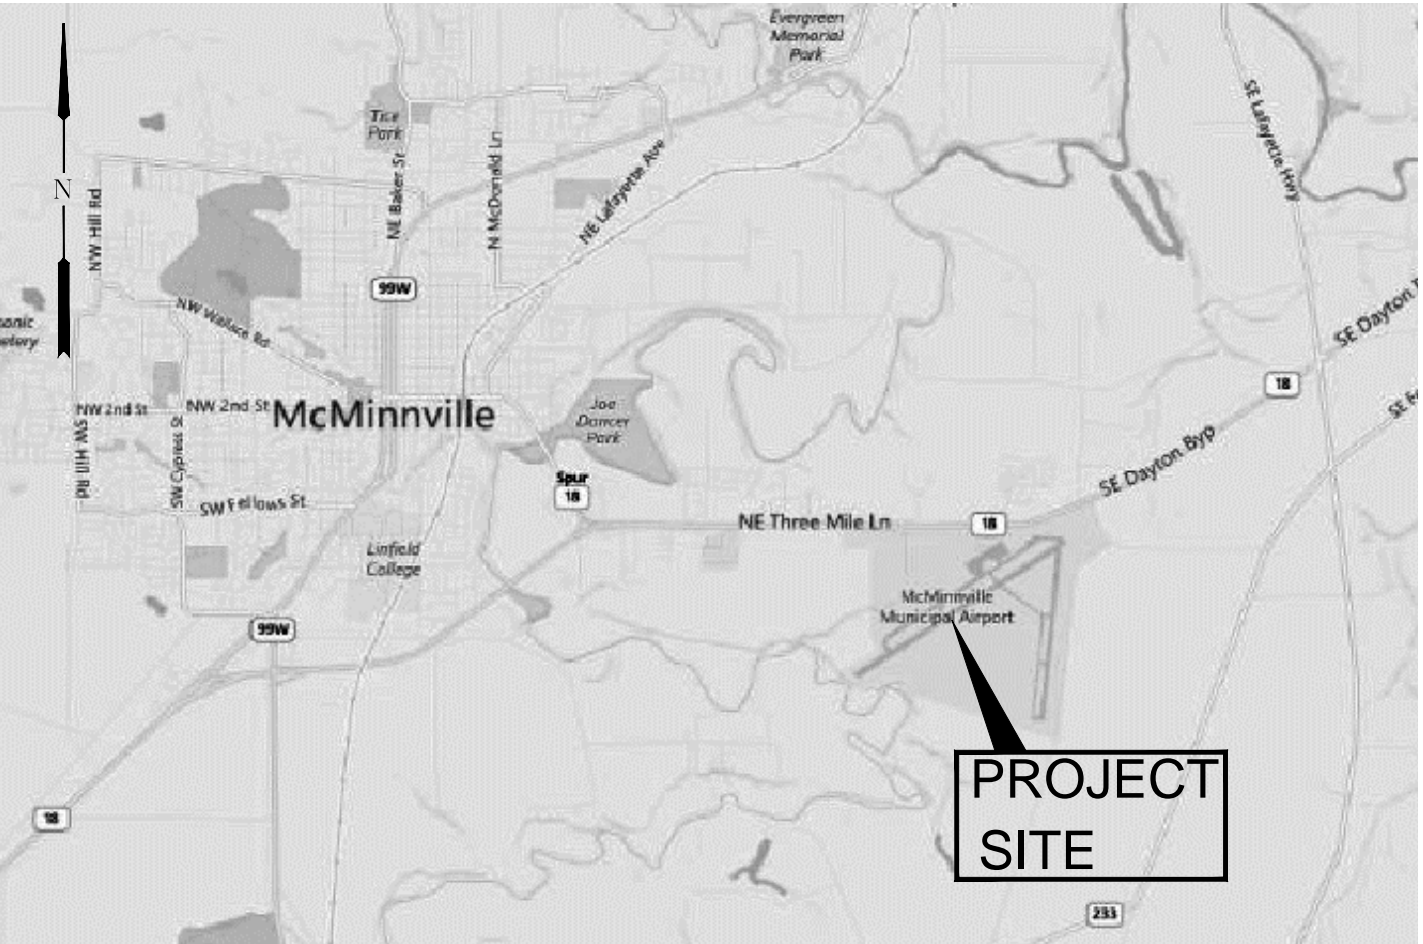 Evergreen
Memorial
Park
Tice
Park
N
NW Hill Rd
NE Baker St
N McDonald Ln
NE Lafayette Ave
SE Lafayette Hwy
99W
NW Wallace Rd
SE Dayton
18
NW 2nd St
NW 2nd St
McMinnville
Joe
Dancer
Park
SW Hill Rd
SW Cypress St
SW Fellows St
Spur
18
SE Dayton Byp
NE Three Mile Ln
18
Linfield
College
McMinnville
Municipal Airport
99W
PROJECT
SITE
18
233